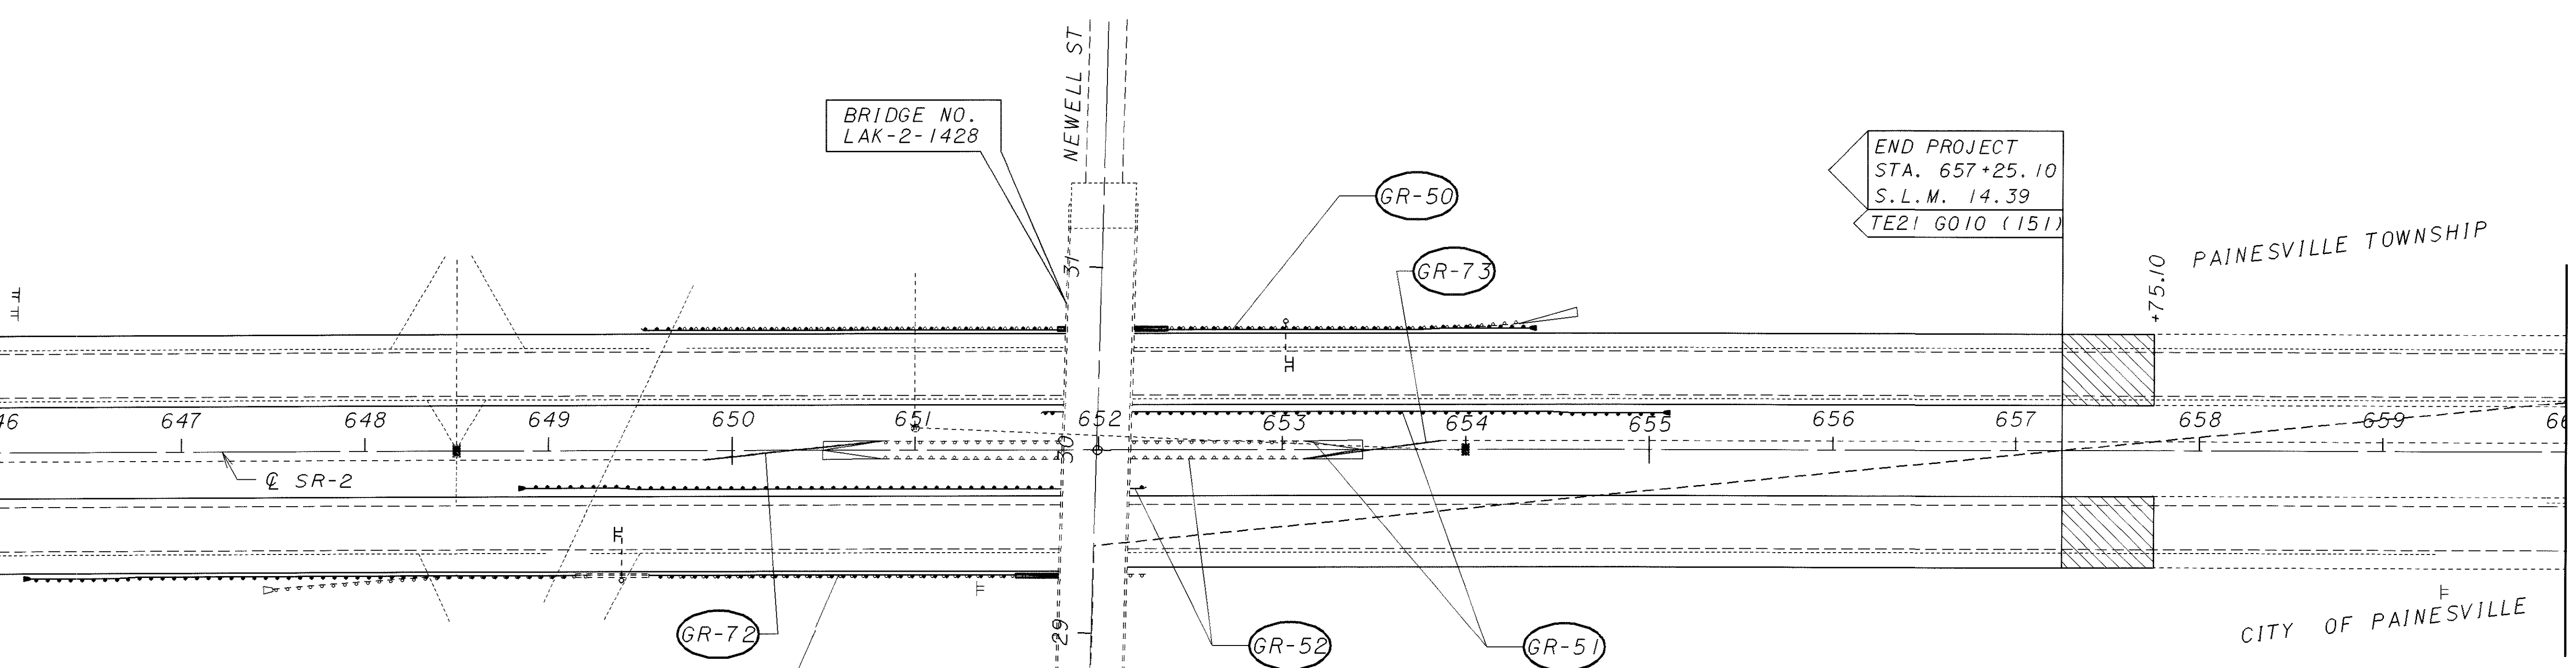 NEWELL ST
BRIDGE NO.
LAK-2-1428
END PROJECT
STA. 657+25.10
S.L.M. 14.39
TE21 G010 (151)
GR-50
GR-73
PAINESVILLE TOWNSHIP
+75.10
31
46 647 648 649 650 651 652 653 654 655 656 657 658 659 66
30
℄ SR-2
H
H
29
GR-72
GR-52
GR-51
CITY OF PAINESVILLE